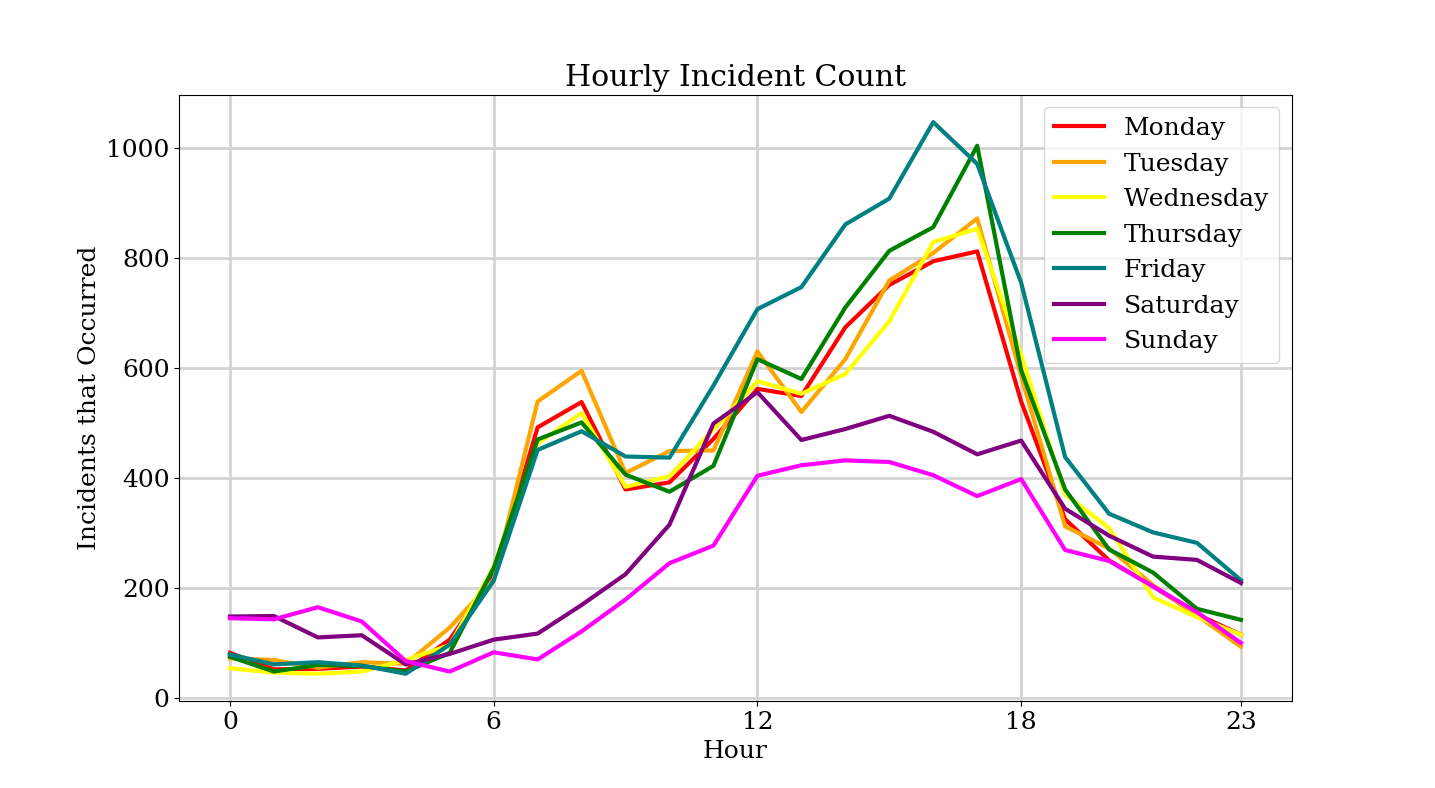 Hourly Incident Count
Incidents that Occurred
1000
800
600
400
200
0
0 6 12 18 23
Hour
Monday
Tuesday
Wednesday
Thursday
Friday
Saturday
Sunday